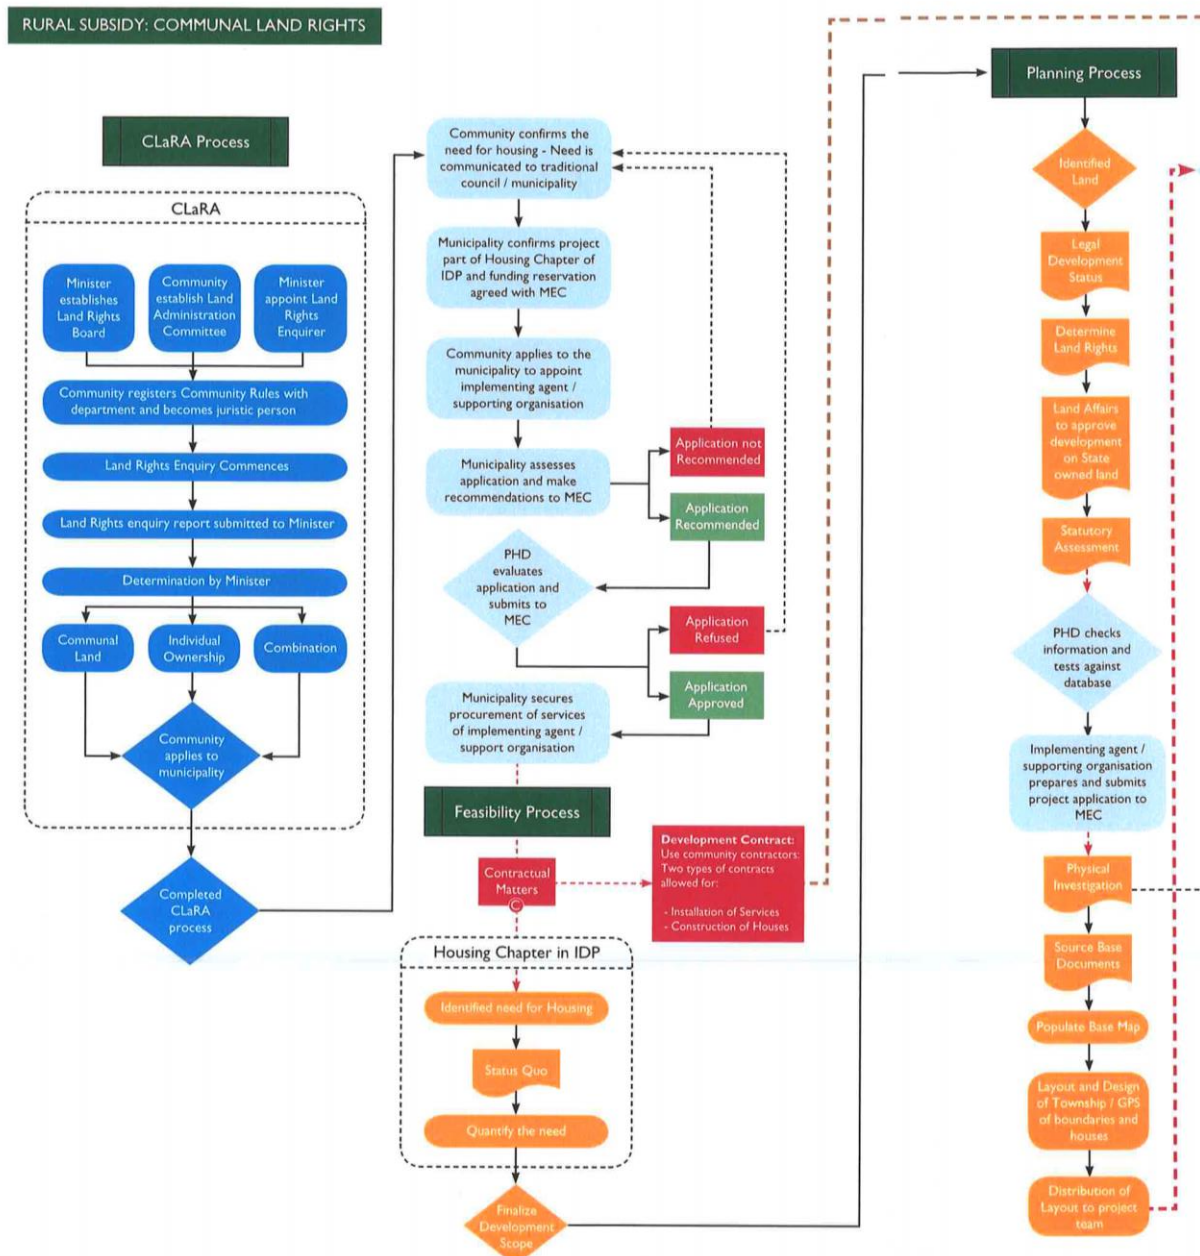 RURAL SUBSIDY: COMMUNAL LAND RIGHTS
CLaRA Process
CLaRA
Minister
establishes
Land Rights
Board
Community
establish Land
Administration
Committee
Minister
appoint Land
Rights
Enquirer
Community registers Community Rules with
department and becomes juristic person
Land Rights Enquiry Commences
Land Rights enquiry report submitted to Minister
Determination by Minister
Communal
Land
Individual
Ownership
Combination
Community
applies to
municipality
Completed
CLaRA
process
Community confirms the
need for housing - Need is
communicated to traditional
council / municipality
Municipality confirms project
part of Housing Chapter of
IDP and funding reservation
agreed with MEC
Community applies to the
municipality to appoint
implementing agent /
supporting organisation
Municipality assesses
application and make
recommendations to MEC
Application not
Recommended
Application
Recommended
PHD
evaluates
application and
submits to
MEC
Application
Refused
Application
Approved
Municipality secures
procurement of services
of implementing agent /
support organisation
Feasibility Process
Contractual
Matters
©
Development Contract:
Use community contractors:
Two types of contracts
allowed for:
- Installation of Services
- Construction of Houses
Housing Chapter in IDP
Identified need for Housing
Status Quo
Quantify the need
Finalize
Development
Scope
Planning Process
Identified
Land
Legal
Development
Status
Determine
Land Rights
Land Affairs
to approve
development
on State
owned land
Statutory
Assessment
PHD checks
information and
tests against
database
Implementing agent /
supporting organisation
prepares and submits
project application to
MEC
Physical
Investigation
Source Base
Documents
Populate Base Map
Layout and Design
of Township / GPS
of boundaries and
houses
Distribution of
Layout to project
team